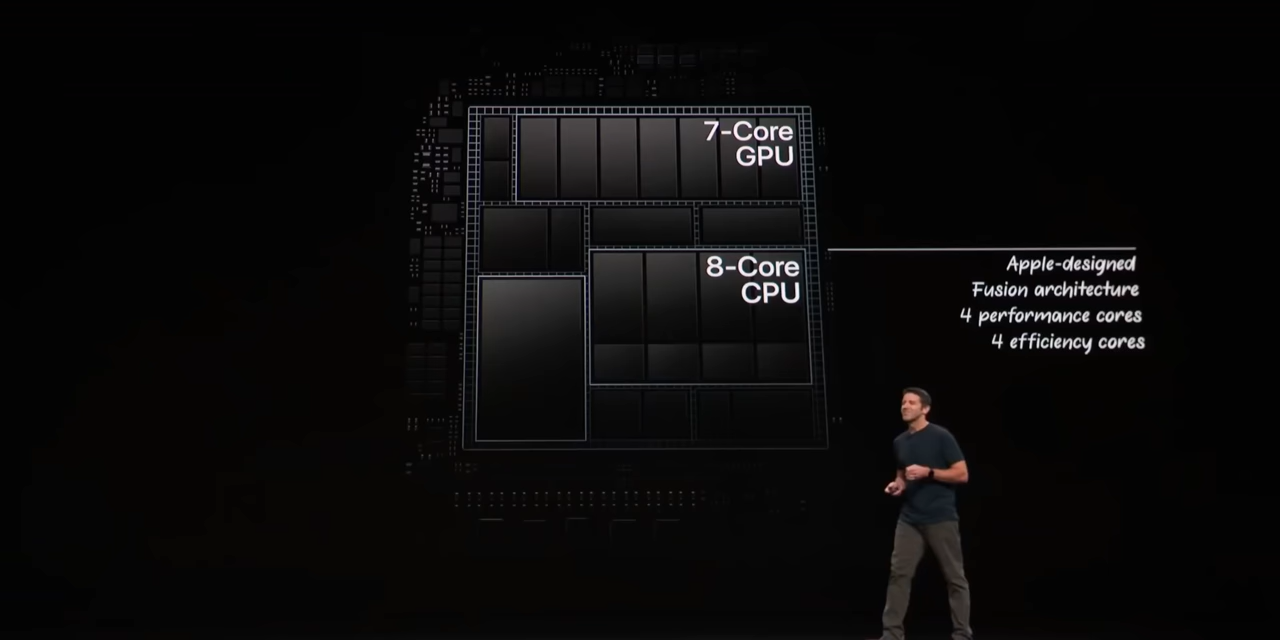 7-Core
GPU
8-Core
CPU
Apple-designed
Fusion architecture
4 performance cores
4 efficiency cores